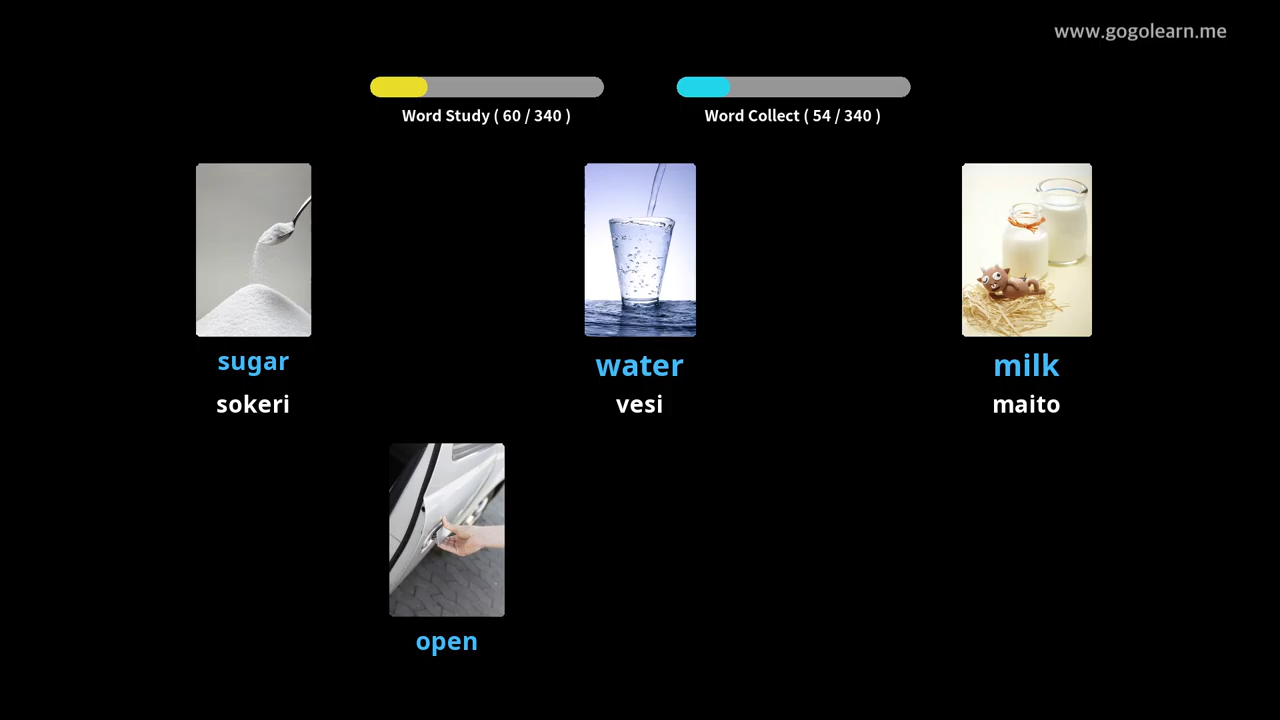 www.gogolearn.me
Word Study ( 60 / 340 )
Word Collect ( 54 / 340 )
sugar
water
milk
sokeri
vesi
maito
open